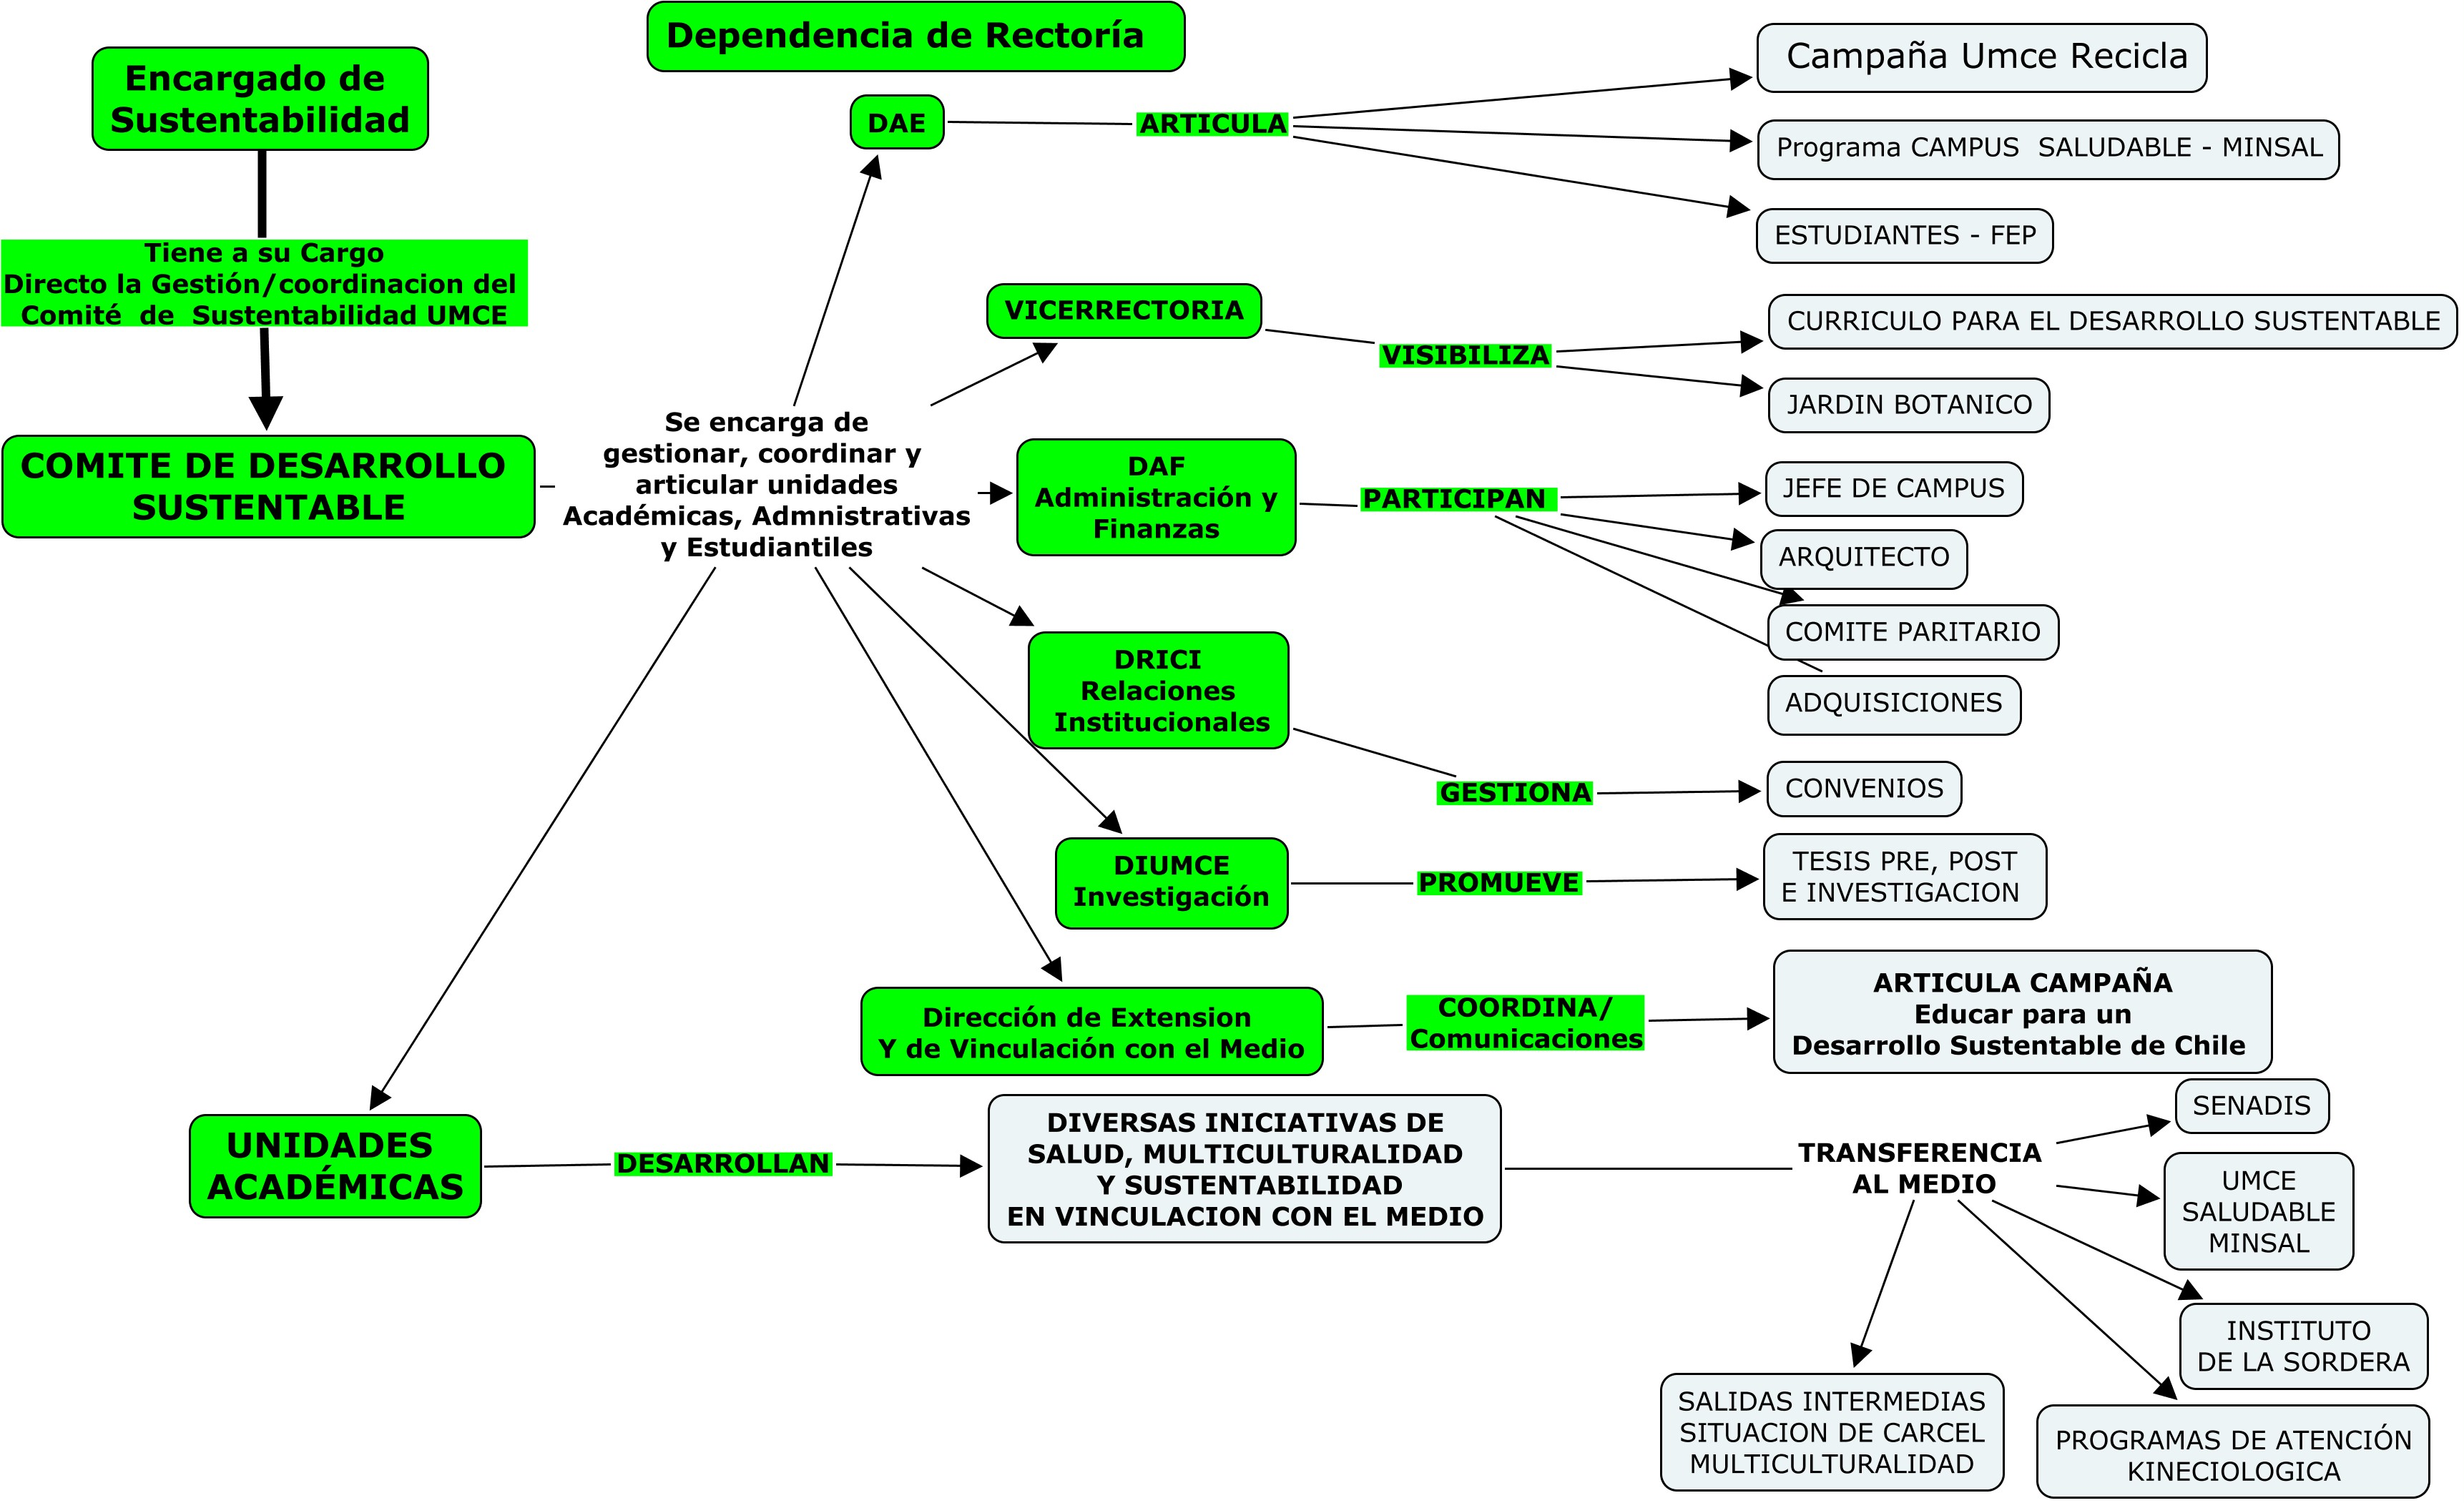 Dependencia de Rectoría
Encargado de
Sustentabilidad
Tiene a su Cargo
Directo la Gestión/coordinacion del
Comité de Sustentabilidad UMCE
COMITE DE DESARROLLO
SUSTENTABLE
Se encarga de
gestionar, coordinar y
articular unidades
Académicas, Admnistrativas
y Estudiantiles
DAE
ARTICULA
Campaña Umce Recicla
Programa CAMPUS SALUDABLE - MINSAL
ESTUDIANTES - FEP
VICERRECTORIA
VISIBILIZA
CURRICULO PARA EL DESARROLLO SUSTENTABLE
JARDIN BOTANICO
DAF
Administración y
Finanzas
PARTICIPAN
JEFE DE CAMPUS
ARQUITECTO
COMITE PARITARIO
ADQUISICIONES
DRICI
Relaciones
Institucionales
GESTIONA
CONVENIOS
DIUMCE
Investigación
PROMUEVE
TESIS PRE, POST
E INVESTIGACION
Dirección de Extension
Y de Vinculación con el Medio
COORDINA/
Comunicaciones
ARTICULA CAMPAÑA
Educar para un
Desarrollo Sustentable de Chile
UNIDADES
ACADÉMICAS
DESARROLLAN
DIVERSAS INICIATIVAS DE
SALUD, MULTICULTURALIDAD
Y SUSTENTABILIDAD
EN VINCULACION CON EL MEDIO
TRANSFERENCIA
AL MEDIO
SENADIS
UMCE
SALUDABLE
MINSAL
INSTITUTO
DE LA SORDERA
PROGRAMAS DE ATENCIÓN
KINECIOLOGICA
SALIDAS INTERMEDIAS
SITUACION DE CARCEL
MULTICULTURALIDAD